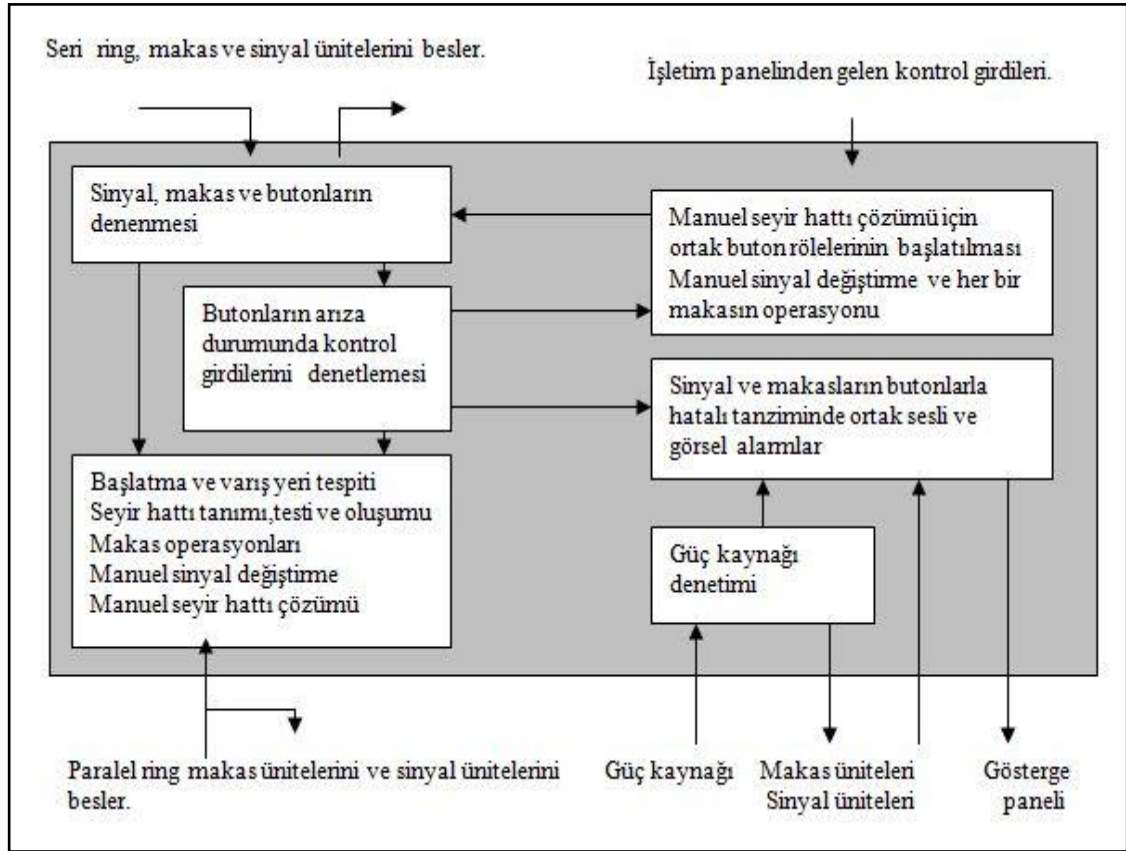 Seri ring, makas ve sinyal ünitelerini besler.
İşletim panelinden gelen kontrol girdileri.
Sinyal, makas ve butonların
denenmesi
Manuel seyir hattı çözümü için
ortak buton rölelerinin başlatılması
Manuel sinyal değiştirme ve her bir
makasın operasyonu
Butonların arıza
durumunda kontrol
girdilerini denetlemesi
Sinyal ve makasların butonlarla
hatalı tanziminde ortak sesli ve
görsel alarmlar
Başlatma ve varış yeri tespiti
Seyir hattı tanımı,testi ve oluşumu
Makas operasyonları
Manuel sinyal değiştirme
Manuel seyir hattı çözümü
Güç kaynağı
denetimi
Paralel ring makas ünitelerini ve sinyal ünitelerini
besler.
Güç kaynağı
Makas üniteleri
Sinyal üniteleri
Gösterge
paneli